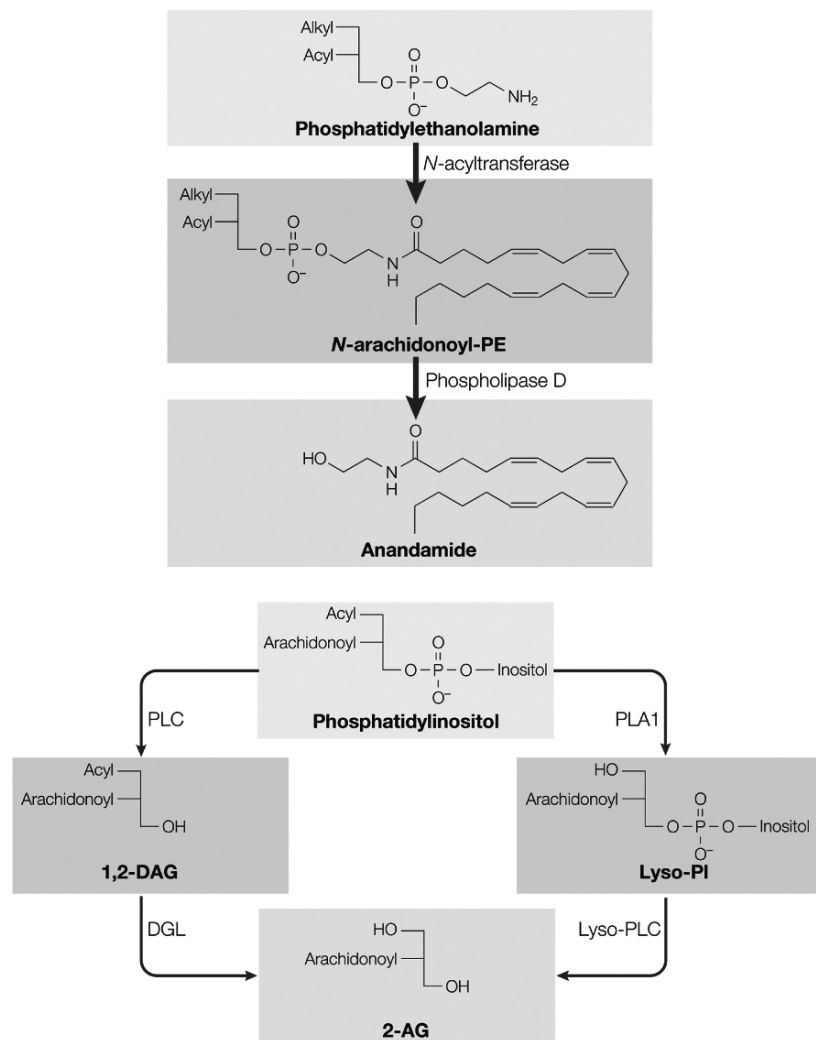 Alkyl
Acyl
O
O P O
NH2
O−
Phosphatidylethanolamine
N-acyltransferase
Alkyl
Acyl
O
O
O P O
N
H
O−
N-arachidonoyl-PE
Phospholipase D
O
HO
N
H
Anandamide
Acyl
Arachidonoyl
O
O P O Inositol
O−
Phosphatidylinositol
PLC
PLA1
Acyl
Arachidonoyl
OH
1,2-DAG
HO
Arachidonoyl
O
O P O Inositol
O−
Lyso-PI
DGL
Lyso-PLC
HO
Arachidonoyl
OH
2-AG